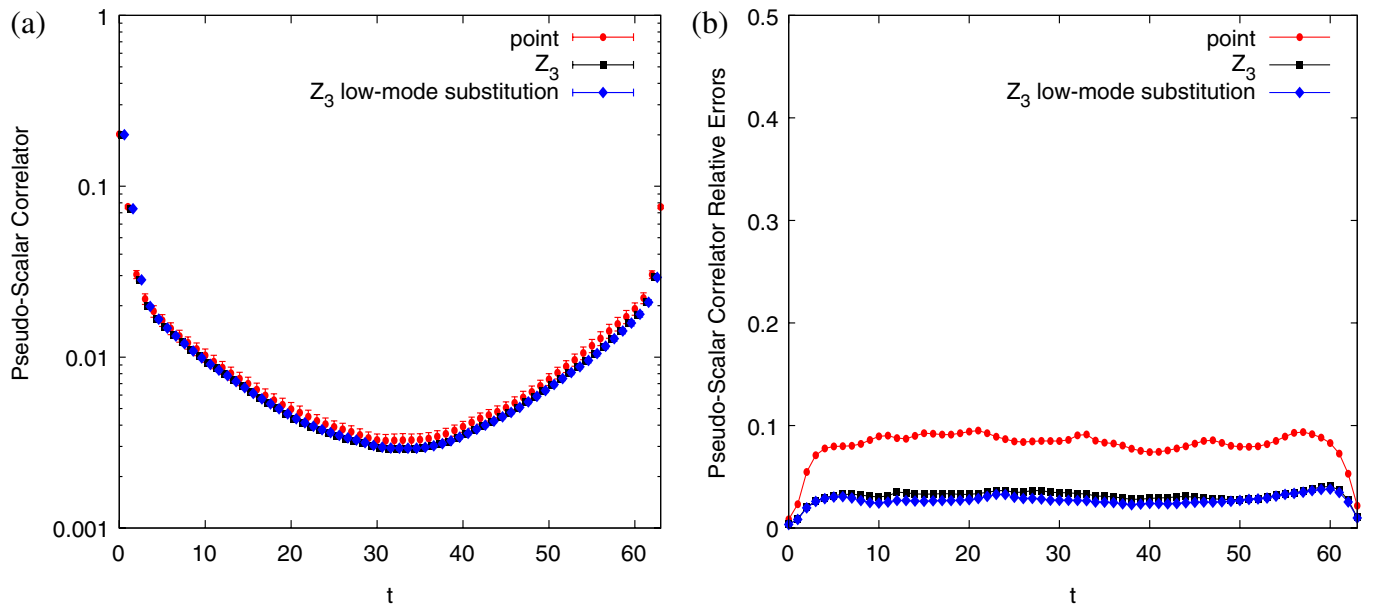 (a)
Pseudo-Scalar Correlator
1
0.1
0.01
0.001
point
Z3
Z3 low-mode substitution
0 10 20 30 40 50 60
t
(b)
Pseudo-Scalar Correlator Relative Errors
0.5
0.4
0.3
0.2
0.1
0
point
Z3
Z3 low-mode substitution
0 10 20 30 40 50 60
t